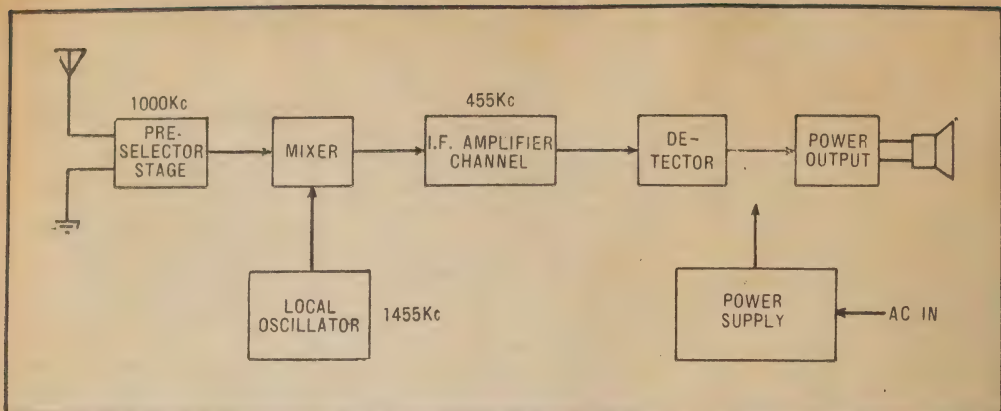 1000Kc
PRE-
SELECTOR
STAGE
MIXER
455Kc
I.F. AMPLIFIER
CHANNEL
DE-
TECTOR
POWER
OUTPUT
LOCAL
OSCILLATOR
1455Kc
POWER
SUPPLY
AC IN